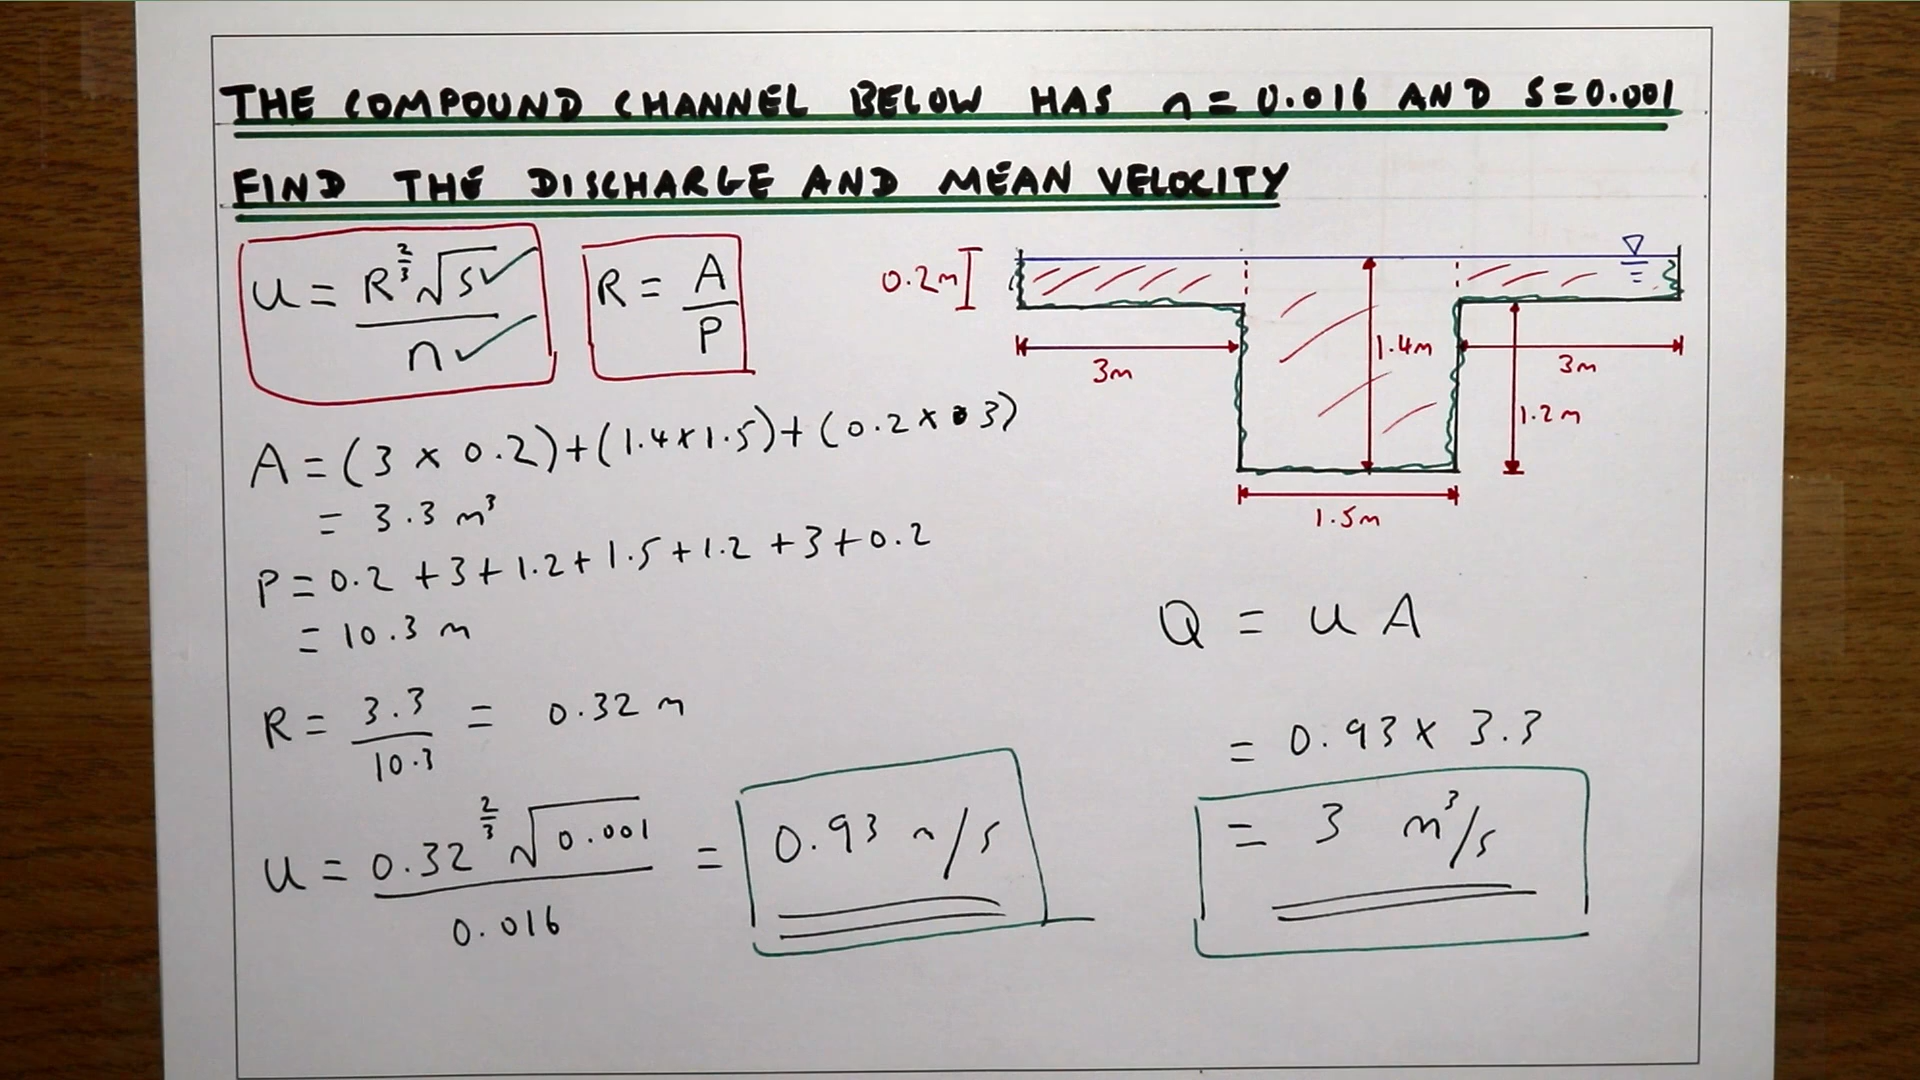 THE COMPOUND CHANNEL BELOW HAS n = 0.016 AND S = 0.001
FIND THE DISCHARGE AND MEAN VELOCITY
u = R^(2/3) √s ✓ / n ✓
R = A / P
0.2m
3m
1.4m
3m
1.2m
1.5m
A = (3 × 0.2) + (1.4 × 1.5) + (0.2 × 3)
= 3.3 m³
P = 0.2 + 3 + 1.2 + 1.5 + 1.2 + 3 + 0.2
= 10.3 m
R = 3.3 / 10.3 = 0.32 m
u = 0.32^(2/3) √0.001 / 0.016 = 0.93 m/s
Q = u A
= 0.93 × 3.3
= 3 m³/s